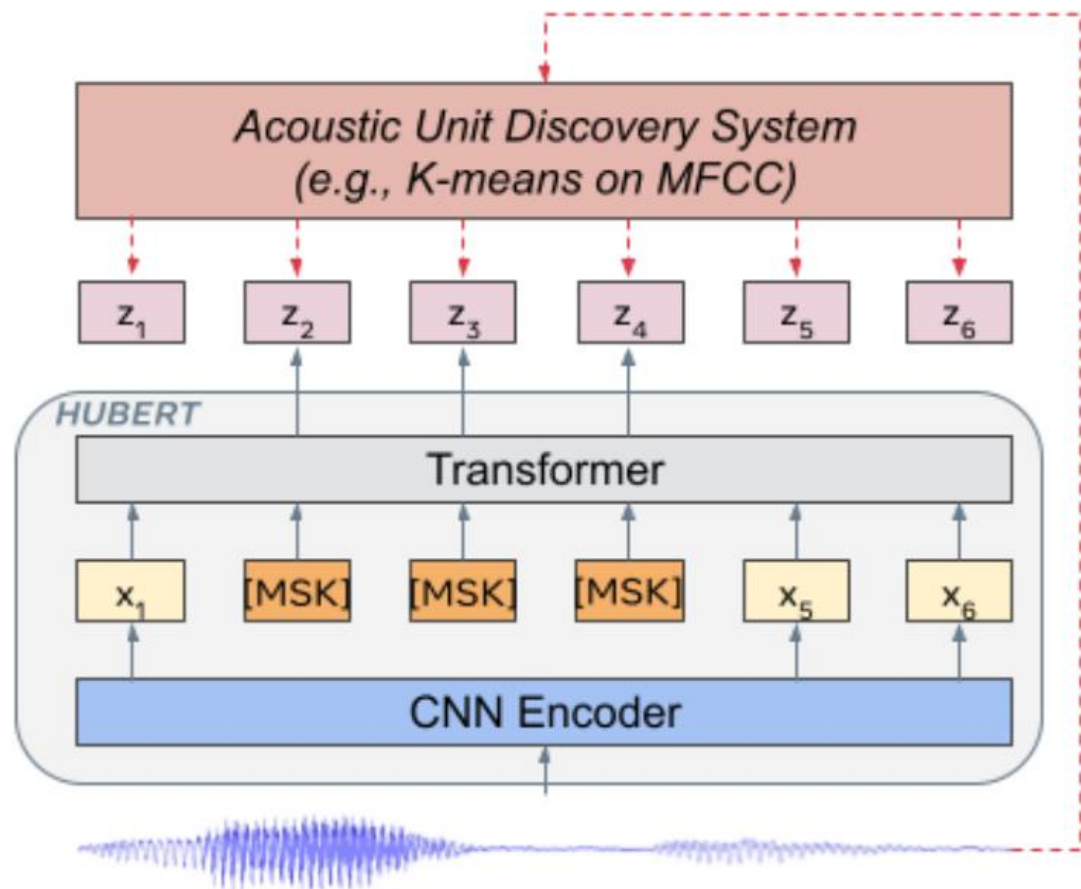 Acoustic Unit Discovery System
(e.g., K-means on MFCC)
z₁ z₂ z₃ z₄ z₅ z₆
HUBERT
Transformer
x₁ [MSK] [MSK] [MSK] x₅ x₆
CNN Encoder